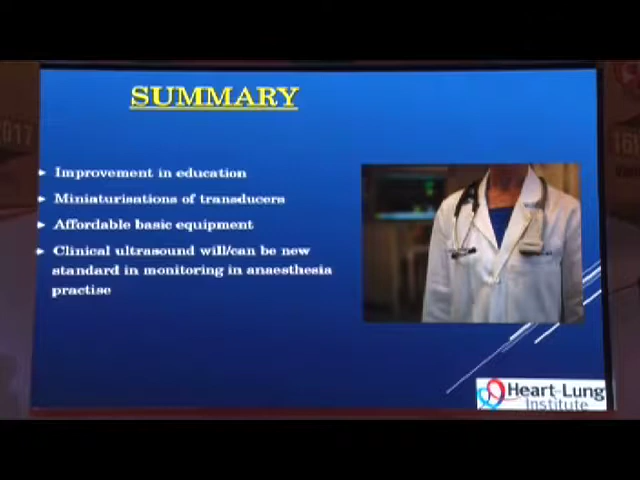 SUMMARY
Improvement in education
Miniaturisations of transducers
Affordable basic equipment
Clinical ultrasound will/can be new
standard in monitoring in anaesthesia
practise
Heart-Lung
Institute
2017